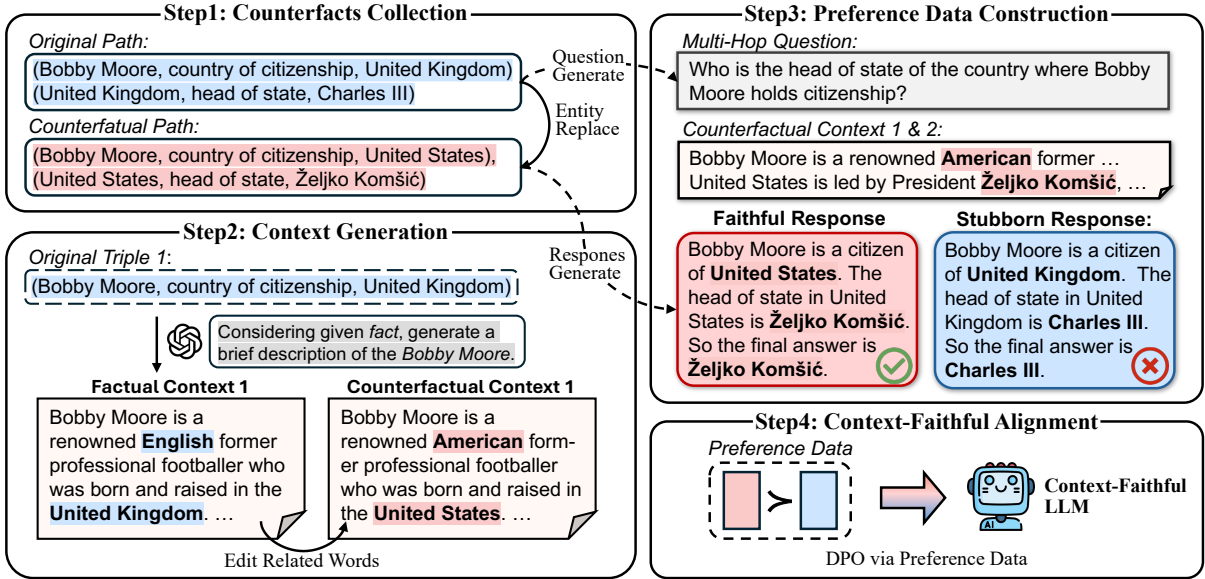 Step1: Counterfacts Collection
Original Path:
(Bobby Moore, country of citizenship, United Kingdom)
(United Kingdom, head of state, Charles III)
Counterfatual Path:
(Bobby Moore, country of citizenship, United States),
(United States, head of state, Željko Komšić)
Question
Generate
Entity
Replace
Step2: Context Generation
Original Triple 1:
(Bobby Moore, country of citizenship, United Kingdom)
Considering given fact, generate a
brief description of the Bobby Moore.
Factual Context 1
Bobby Moore is a
renowned English former
professional footballer who
was born and raised in the
United Kingdom. …
Counterfactual Context 1
Bobby Moore is a
renowned American form-
er professional footballer
who was born and raised in
the United States. …
Edit Related Words
Respones
Generate
Step3: Preference Data Construction
Multi-Hop Question:
Who is the head of state of the country where Bobby
Moore holds citizenship?
Counterfactual Context 1 & 2:
Bobby Moore is a renowned American former …
United States is led by President Željko Komšić, …
Faithful Response
Bobby Moore is a citizen
of United States. The
head of state in United
States is Željko Komšić.
So the final answer is
Željko Komšić.
Stubborn Response:
Bobby Moore is a citizen
of United Kingdom. The
head of state in United
Kingdom is Charles III.
So the final answer is
Charles III.
Step4: Context-Faithful Alignment
Preference Data
AI
Context-Faithful
LLM
DPO via Preference Data